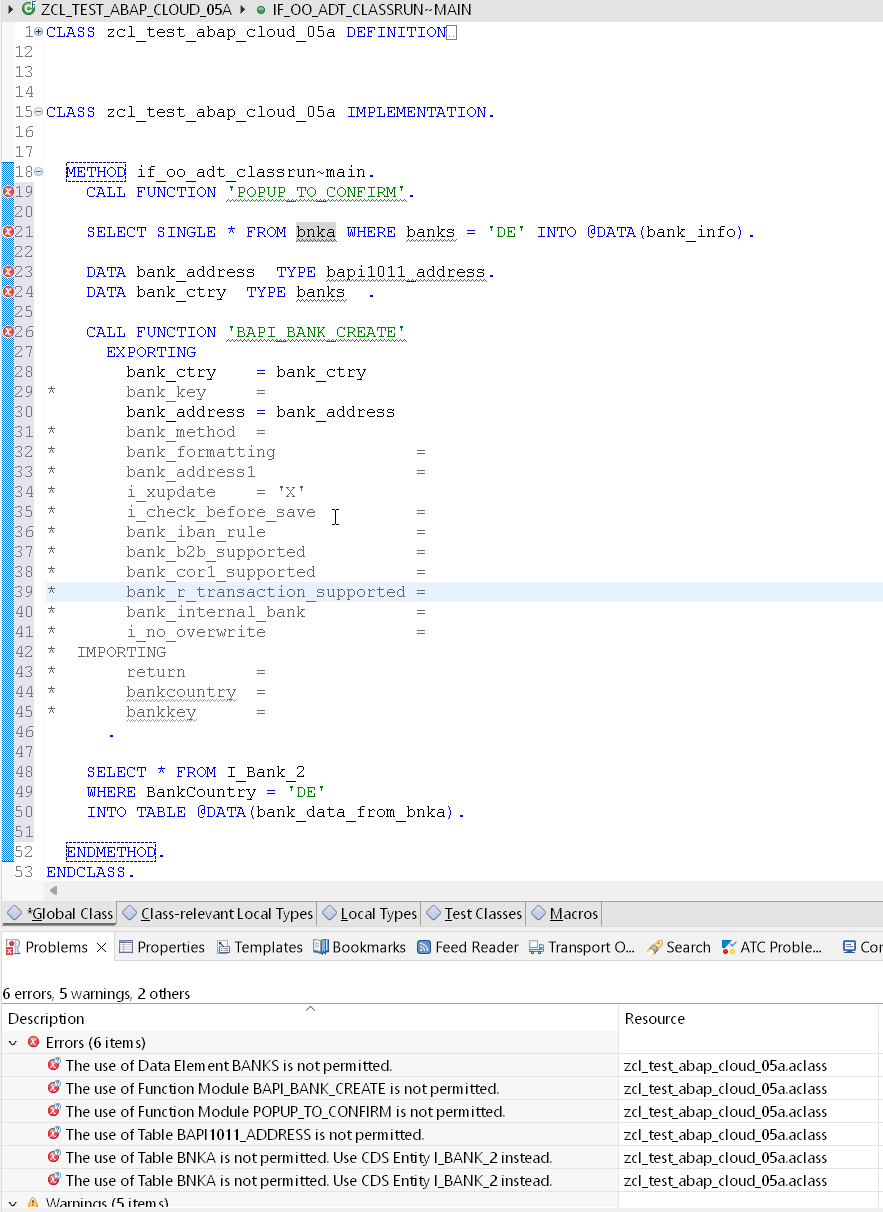 ZCL_TEST_ABAP_CLOUD_05A IF_OO_ADT_CLASSRUN~MAIN
1 CLASS zcl_test_abap_cloud_05a DEFINITION
12
13
14
15 CLASS zcl_test_abap_cloud_05a IMPLEMENTATION.
16
17
18 METHOD if_oo_adt_classrun~main.
19 CALL FUNCTION 'POPUP_TO_CONFIRM'.
20
21 SELECT SINGLE * FROM bnka WHERE banks = 'DE' INTO @DATA(bank_info).
22
23 DATA bank_address TYPE bapi1011_address.
24 DATA bank_ctry TYPE banks .
25
26 CALL FUNCTION 'BAPI_BANK_CREATE'
27 EXPORTING
28 bank_ctry = bank_ctry
29 * bank_key =
30 bank_address = bank_address
31 * bank_method =
32 * bank_formatting =
33 * bank_address1 =
34 * i_xupdate = 'X'
35 * i_check_before_save =
36 * bank_iban_rule =
37 * bank_b2b_supported =
38 * bank_cor1_supported =
39 * bank_r_transaction_supported =
40 * bank_internal_bank =
41 * i_no_overwrite =
42 * IMPORTING
43 * return =
44 * bankcountry =
45 * bankkey =
46 .
47
48 SELECT * FROM I_Bank_2
49 WHERE BankCountry = 'DE'
50 INTO TABLE @DATA(bank_data_from_bnka).
51
52 ENDMETHOD.
53 ENDCLASS.
*Global Class Class-relevant Local Types Local Types Test Classes Macros
Problems Properties Templates Bookmarks Feed Reader Transport O... Search ATC Proble... Cor
6 errors, 5 warnings, 2 others
Description Resource
Errors (6 items)
The use of Data Element BANKS is not permitted. zcl_test_abap_cloud_05a.aclass
The use of Function Module BAPI_BANK_CREATE is not permitted. zcl_test_abap_cloud_05a.aclass
The use of Function Module POPUP_TO_CONFIRM is not permitted. zcl_test_abap_cloud_05a.aclass
The use of Table BAPI1011_ADDRESS is not permitted. zcl_test_abap_cloud_05a.aclass
The use of Table BNKA is not permitted. Use CDS Entity I_BANK_2 instead. zcl_test_abap_cloud_05a.aclass
The use of Table BNKA is not permitted. Use CDS Entity I_BANK_2 instead. zcl_test_abap_cloud_05a.aclass
Warnings (5 items)